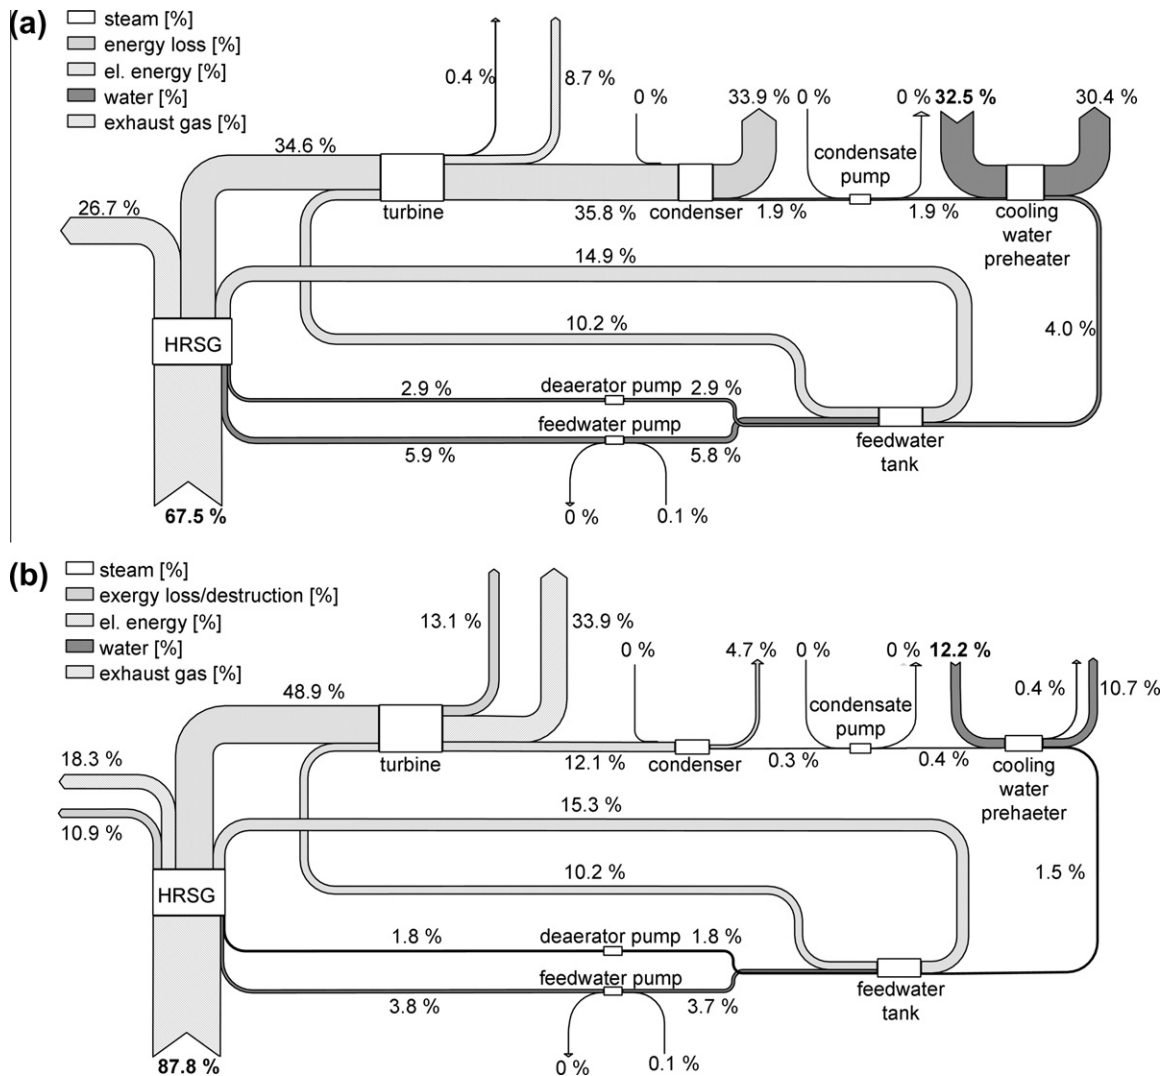 (a)
steam [%]
energy loss [%]
el. energy [%]
water [%]
exhaust gas [%]
0.4 %
8.7 %
0 %
33.9 %
0 %
0 %
32.5 %
30.4 %
34.6 %
condensate
pump
26.7 %
turbine
35.8 %
condenser
1.9 %
1.9 %
cooling
water
preheater
14.9 %
10.2 %
4.0 %
HRSG
2.9 %
deaerator pump
2.9 %
feedwater pump
5.9 %
5.8 %
feedwater
tank
67.5 %
0 %
0.1 %
(b)
steam [%]
exergy loss/destruction [%]
el. energy [%]
water [%]
exhaust gas [%]
13.1 %
33.9 %
0 %
4.7 %
0 %
0 %
12.2 %
0.4 %
10.7 %
48.9 %
condensate
pump
18.3 %
turbine
12.1 %
condenser
0.3 %
0.4 %
cooling
water
prehaeter
10.9 %
15.3 %
10.2 %
1.5 %
HRSG
1.8 %
deaerator pump
1.8 %
feedwater pump
3.8 %
3.7 %
feedwater
tank
87.8 %
0 %
0.1 %